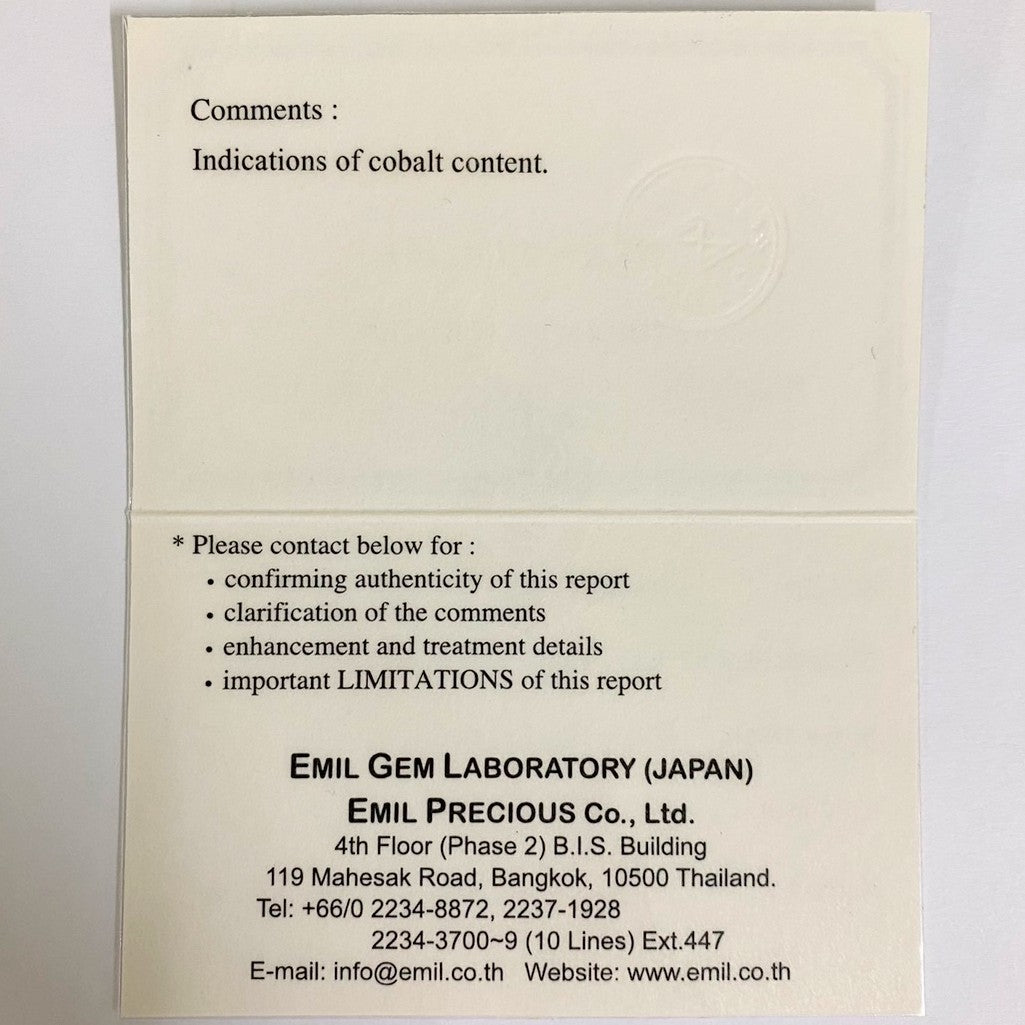 Comments :
Indications of cobalt content.
* Please contact below for :
• confirming authenticity of this report
• clarification of the comments
• enhancement and treatment details
• important LIMITATIONS of this report
EMIL GEM LABORATORY (JAPAN)
EMIL PRECIOUS Co., Ltd.
4th Floor (Phase 2) B.I.S. Building
119 Mahesak Road, Bangkok, 10500 Thailand.
Tel: +66/0 2234-8872, 2237-1928
2234-3700~9 (10 Lines) Ext.447
E-mail: info@emil.co.th Website: www.emil.co.th